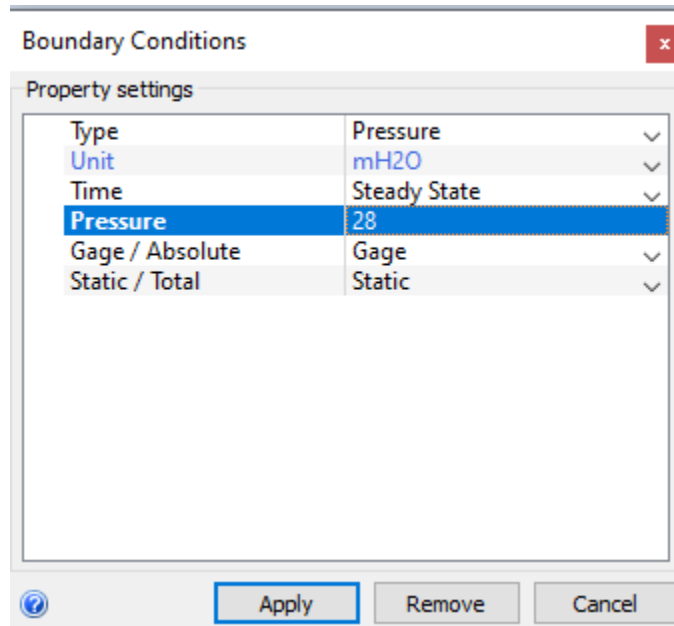 Boundary Conditions
x
Property settings
Type Pressure
Unit mH2O
Time Steady State
Pressure 28
Gage / Absolute Gage
Static / Total Static
?
Apply Remove Cancel